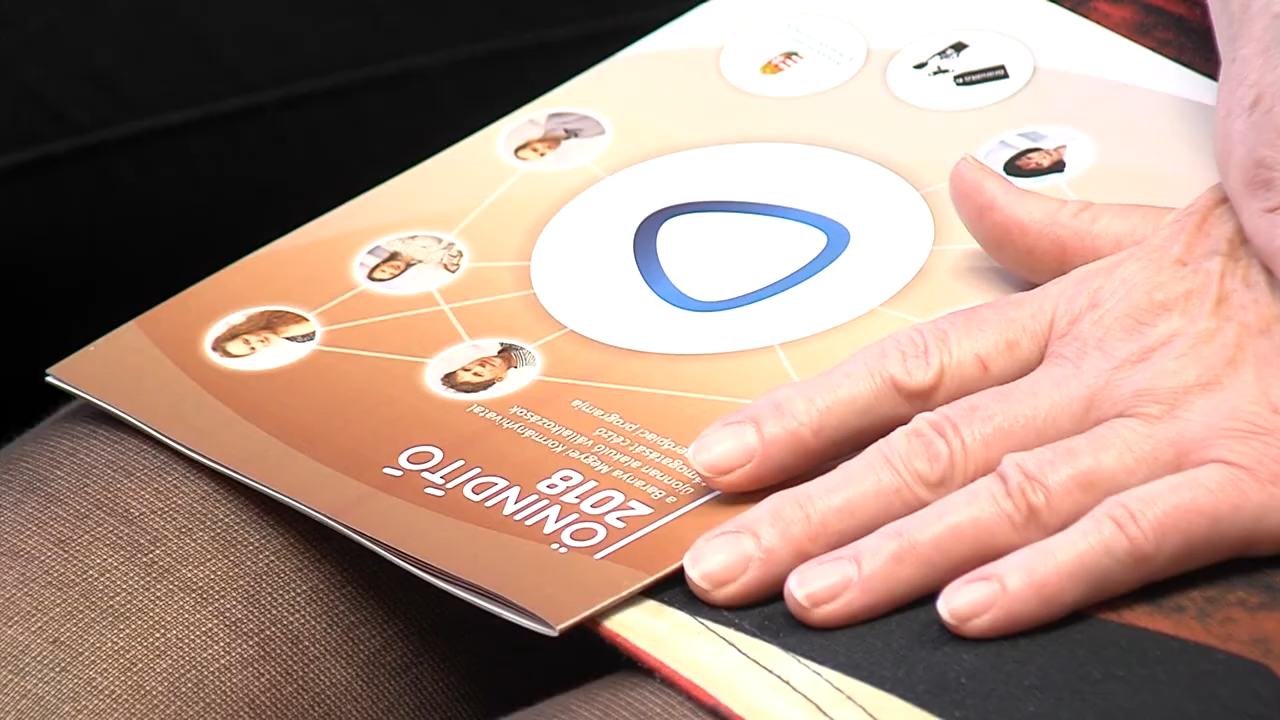 ÖNINDÍTÓ
2018
a Baranya Megyei Kormányhivatal
újonnan alakuló vállalkozások
támogatását célzó
munkaerőpiaci programja